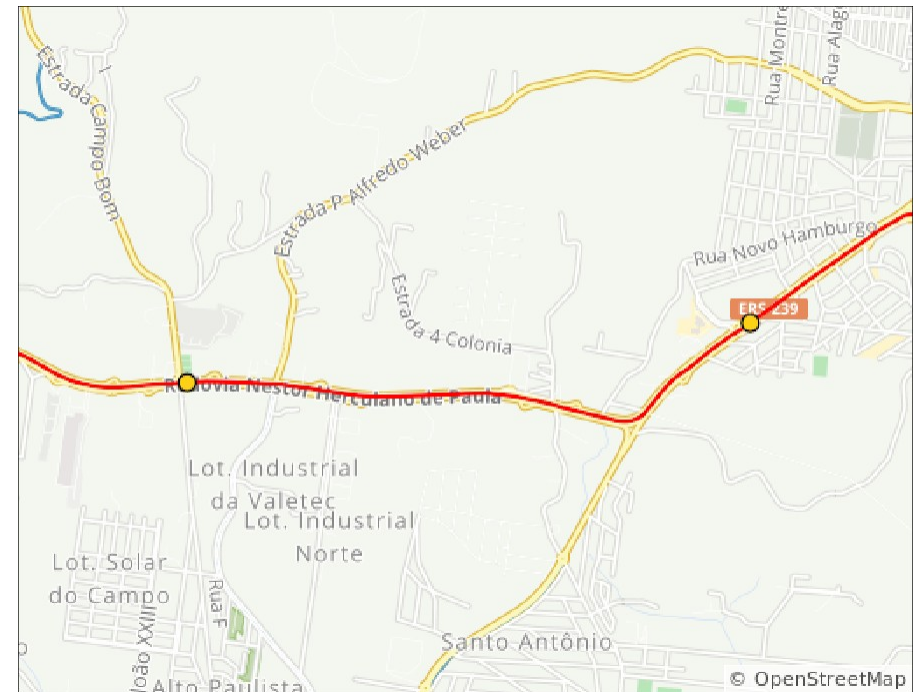 Rua Montre
Rua Alag
Estrada Campo Bom
Estrada P. Alfredo Weber
Rua Novo Hamburgo
ERS 239
Estrada 4 Colonia
Rodovia Nestor Herculano de Paula
Lot. Industrial
da Valetec
Lot. Industrial
Norte
Lot. Solar
do Campo
Rua F
João XXIII
Santo Antônio
Alto Paulista
© OpenStreetMap